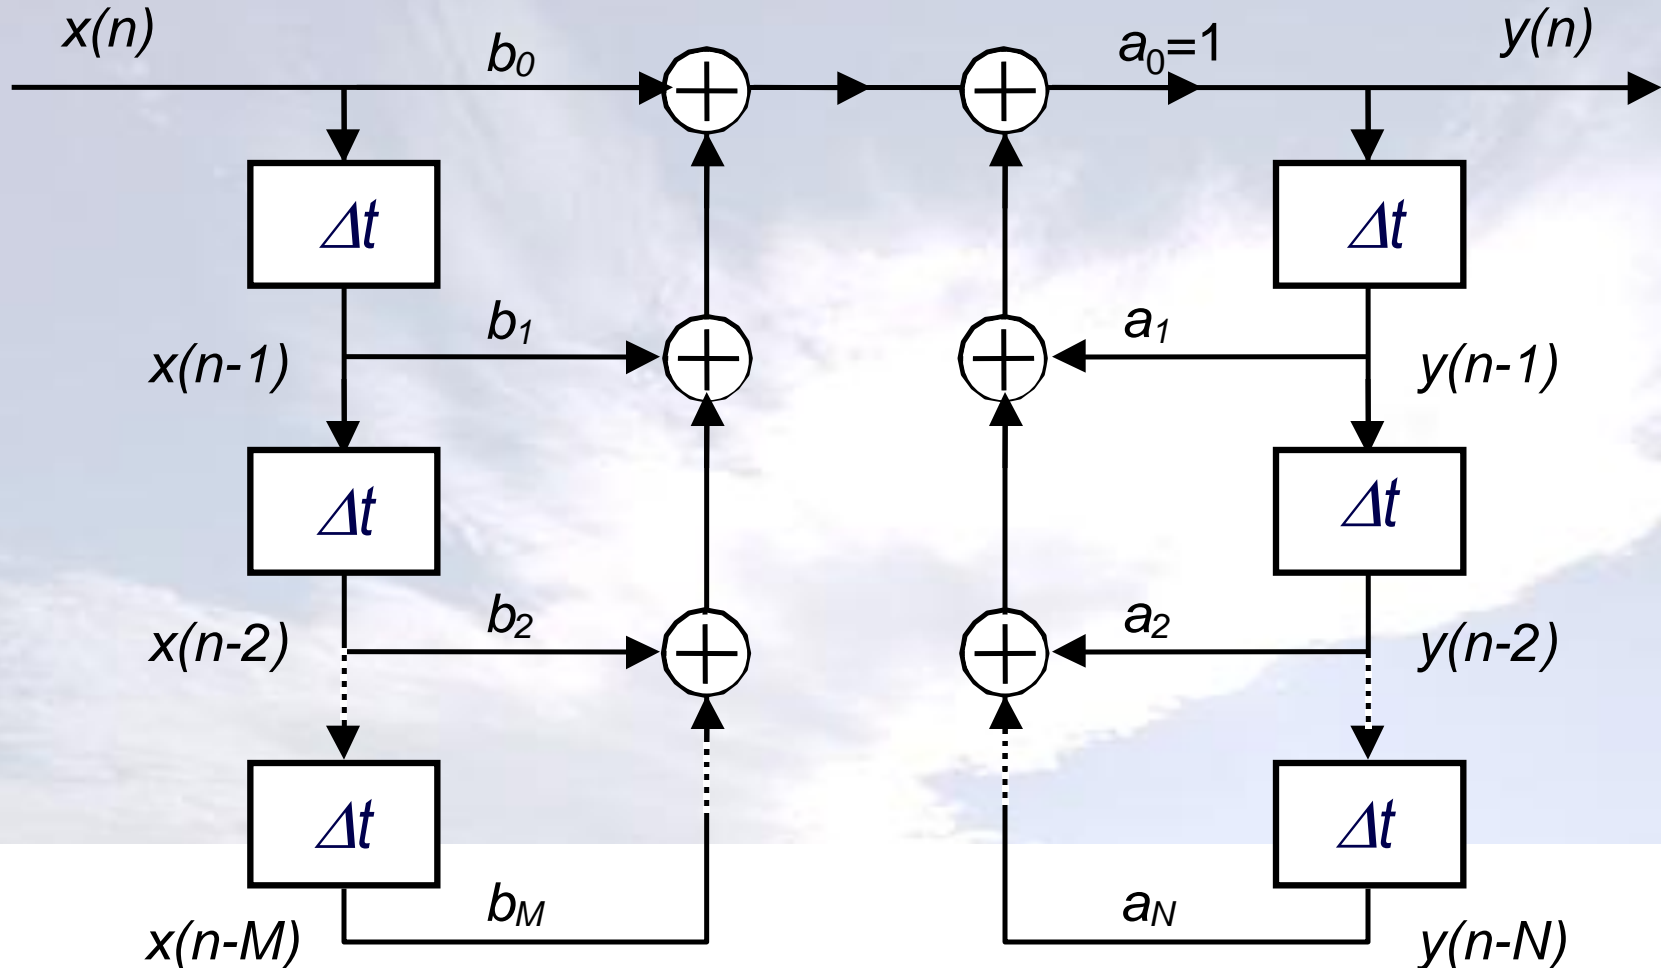 x(n) b0 a0=1 y(n)
Δt Δt
b1 a1
x(n-1) y(n-1)
Δt Δt
b2 a2
x(n-2) y(n-2)
Δt Δt
bM aN
x(n-M) y(n-N)